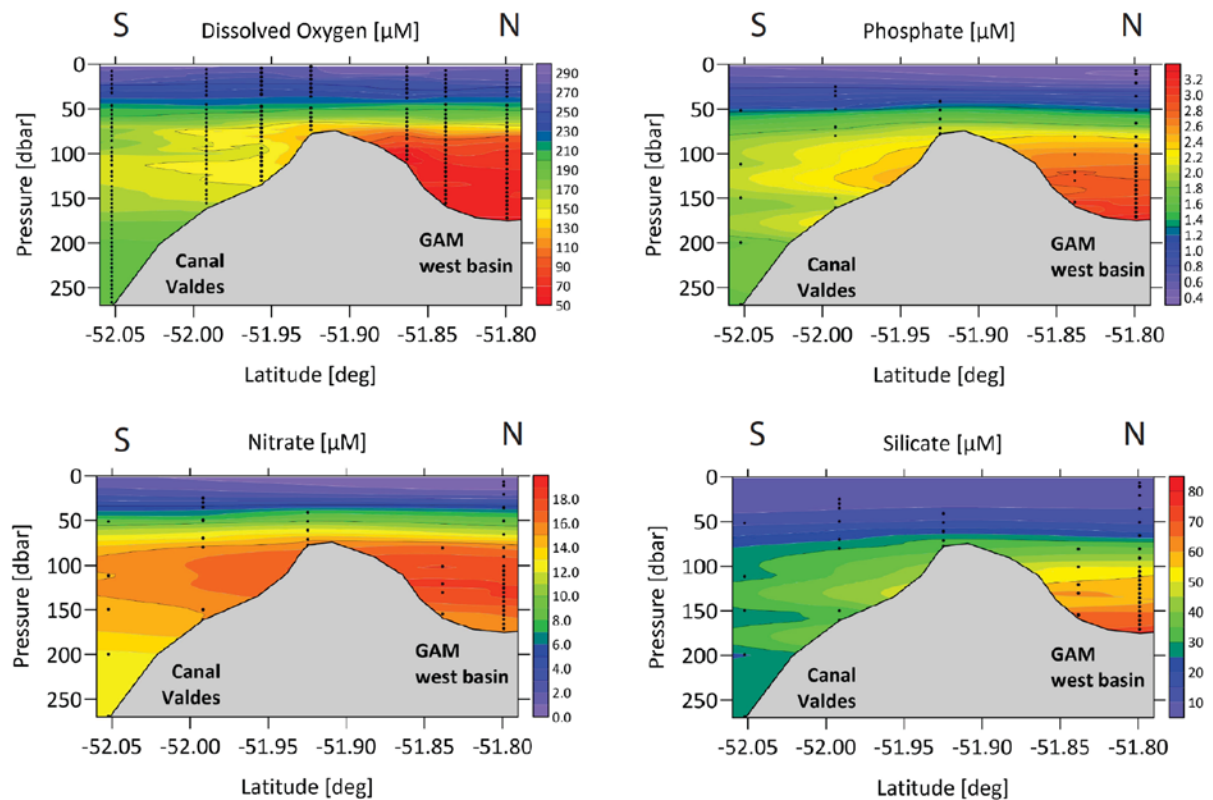 S
Dissolved Oxygen [µM]
N
0
50
100
150
200
250
Pressure [dbar]
Canal
Valdes
GAM
west basin
-52.05 -52.00 -51.95 -51.90 -51.85 -51.80
Latitude [deg]
290
270
250
230
210
190
170
150
130
110
90
70
50
S
Phosphate [µM]
N
0
50
100
150
200
250
Pressure [dbar]
Canal
Valdes
GAM
west basin
-52.05 -52.00 -51.95 -51.90 -51.85 -51.80
Latitude [deg]
3.2
3.0
2.8
2.6
2.4
2.2
2.0
1.8
1.6
1.4
1.2
1.0
0.8
0.6
0.4
S
Nitrate [µM]
N
0
50
100
150
200
250
Pressure [dbar]
Canal
Valdes
GAM
west basin
-52.05 -52.00 -51.95 -51.90 -51.85 -51.80
Latitude [deg]
18.0
16.0
14.0
12.0
10.0
8.0
6.0
4.0
2.0
0.0
S
Silicate [µM]
N
0
50
100
150
200
250
Pressure [dbar]
Canal
Valdes
GAM
west basin
-52.05 -52.00 -51.95 -51.90 -51.85 -51.80
Latitude [deg]
80
70
60
50
40
30
20
10